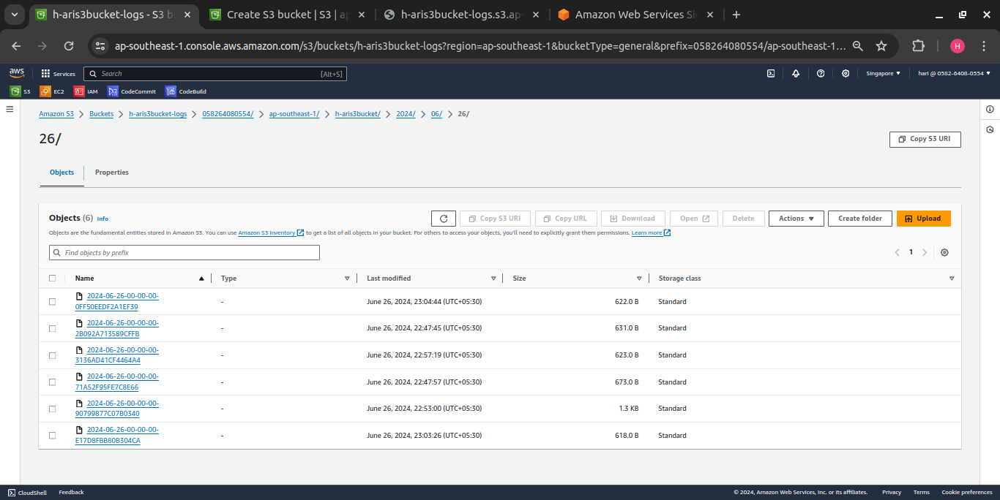 h-aris3bucket-logs - S3 b
Create S3 bucket | S3 | ap
h-aris3bucket-logs.s3.ap-
Amazon Web Services Si
ap-southeast-1.console.aws.amazon.com/s3/buckets/h-aris3bucket-logs?region=ap-southeast-1&bucketType=general&prefix=058264080554/ap-southeast-1...
H
aws
Services
Search
[Alt+S]
Singapore ▼
hari @ 0582-6408-0554 ▼
S3
EC2
IAM
CodeCommit
CodeBuild
Amazon S3 > Buckets > h-aris3bucket-logs > 058264080554/ > ap-southeast-1/ > h-aris3bucket/ > 2024/ > 06/ > 26/
26/
Copy S3 URI
Objects
Properties
Objects (6) Info
Copy S3 URI
Copy URL
Download
Open
Delete
Actions ▼
Create folder
Upload
Objects are the fundamental entities stored in Amazon S3. You can use Amazon S3 inventory to get a list of all objects in your bucket. For others to access your objects, you'll need to explicitly grant them permissions. Learn more
Find objects by prefix
1
Name Type Last modified Size Storage class
2024-06-26-00-00-00-
0FF50EEDF2A1EF39
- June 26, 2024, 23:04:44 (UTC+05:30) 622.0 B Standard
2024-06-26-00-00-00-
2B092A713589CFFB
- June 26, 2024, 22:47:45 (UTC+05:30) 631.0 B Standard
2024-06-26-00-00-00-
3136AD41CF4464A4
- June 26, 2024, 22:57:19 (UTC+05:30) 623.0 B Standard
2024-06-26-00-00-00-
71A52F95FE7C8E66
- June 26, 2024, 22:47:57 (UTC+05:30) 673.0 B Standard
2024-06-26-00-00-00-
90799877C07B0340
- June 26, 2024, 22:53:00 (UTC+05:30) 1.3 KB Standard
2024-06-26-00-00-00-
E17D8FBB80B304CA
- June 26, 2024, 23:03:26 (UTC+05:30) 618.0 B Standard
CloudShell
Feedback
© 2024, Amazon Web Services, Inc. or its affiliates.
Privacy
Terms
Cookie preferences